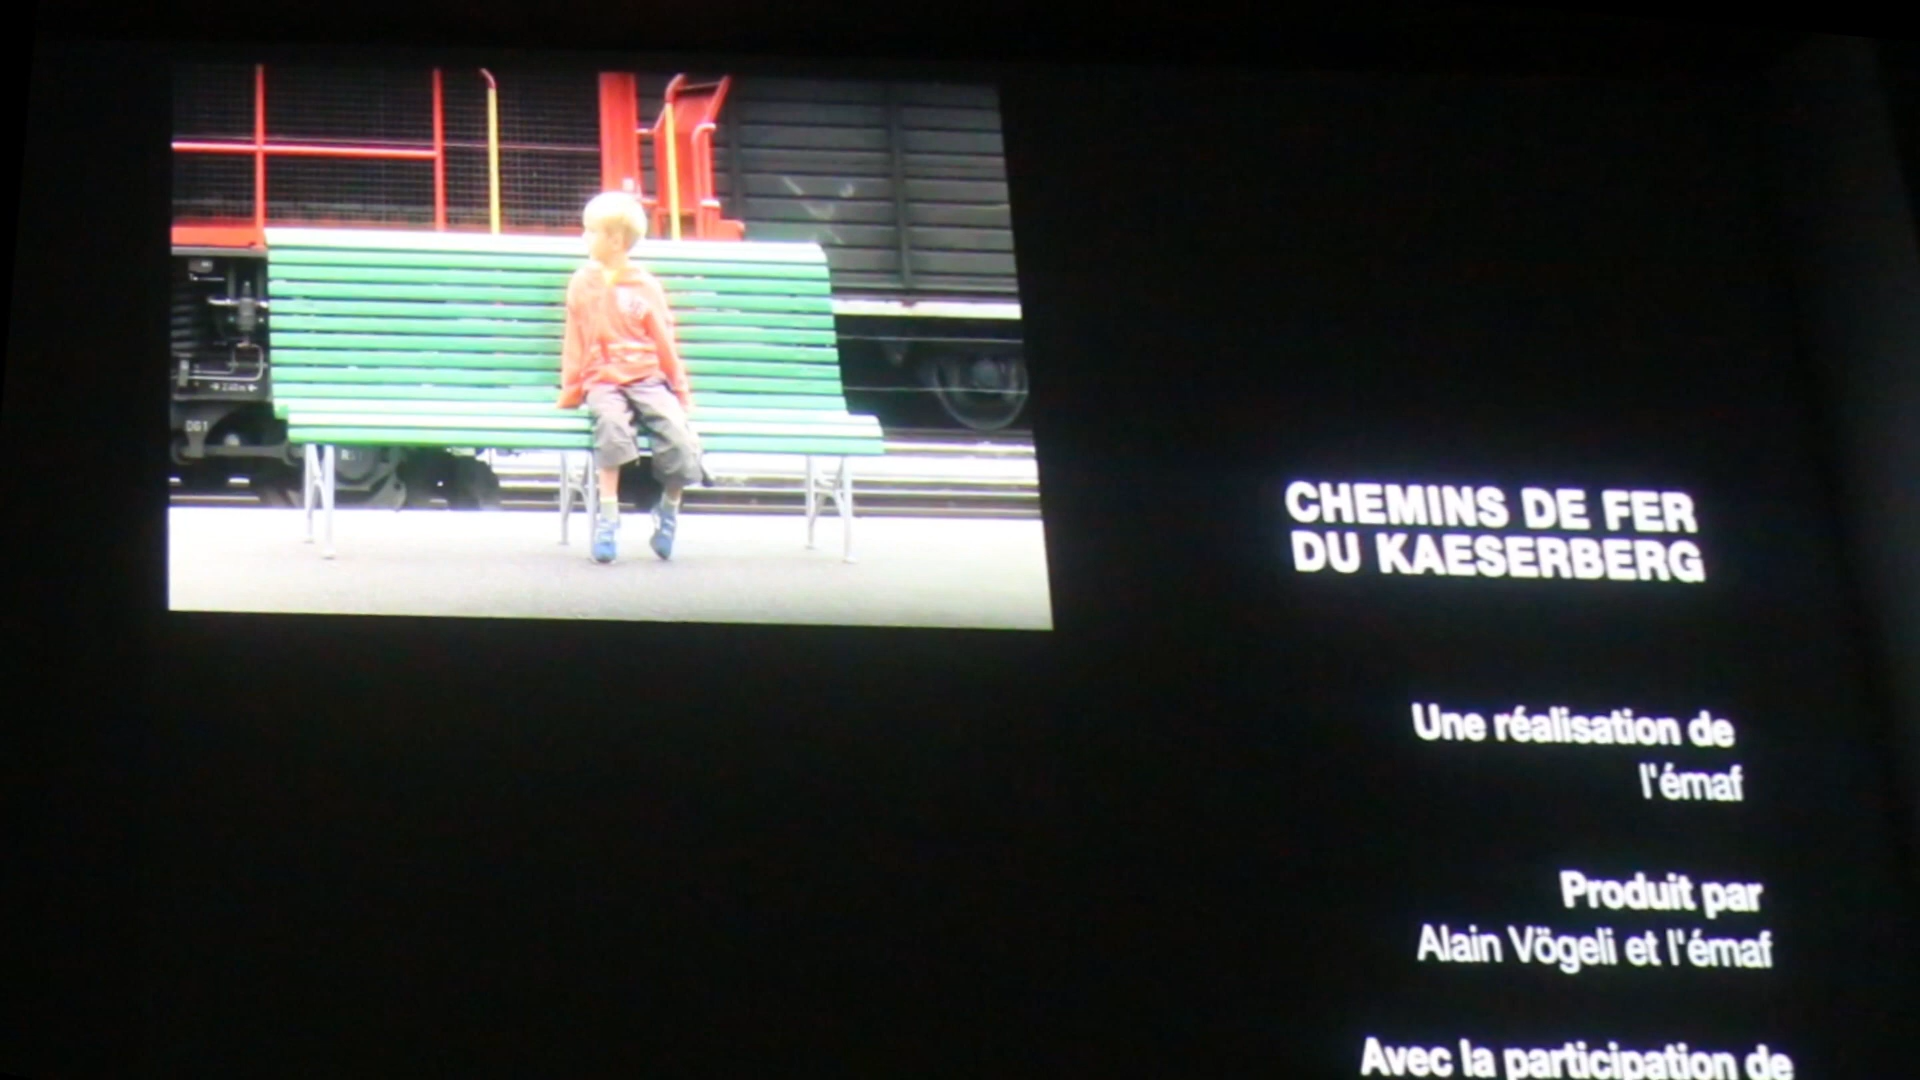 CHEMINS DE FER
DU KAESERBERG
Une réalisation de
l'émaf
Produit par
Alain Vögeli et l'émaf
Avec la participation de